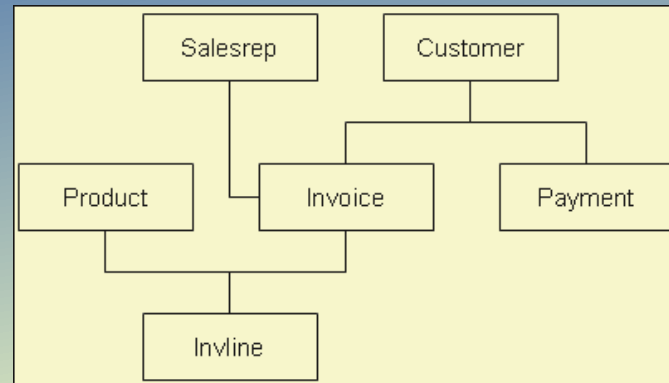 Salesrep
Customer
Product
Invoice
Payment
Invline